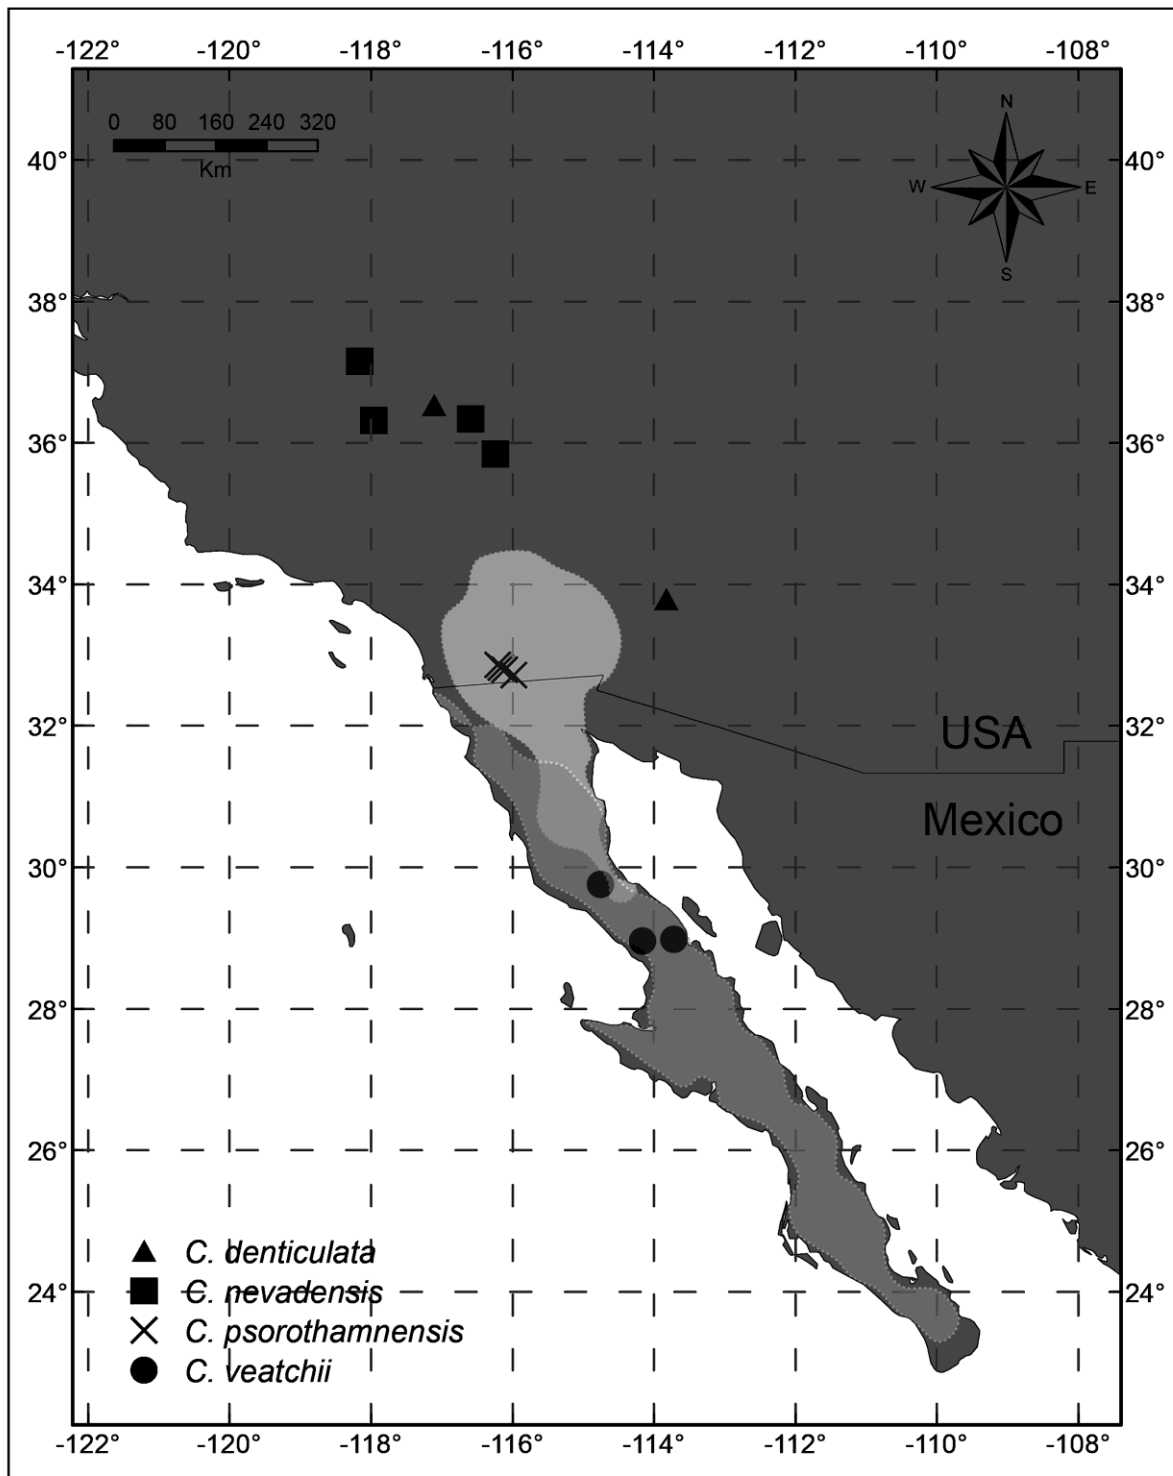 -122° -120° -118° -116° -114° -112° -110° -108°
0 80 160 240 320
Km
N
W E
S
40° 40°
38° 38°
36° 36°
34° 34°
32° 32°
USA
Mexico
30° 30°
28° 28°
26° 26°
24° 24°
C. denticulata
C. nevadensis
C. psorothamnensis
C. veatchii
-122° -120° -118° -116° -114° -112° -110° -108°